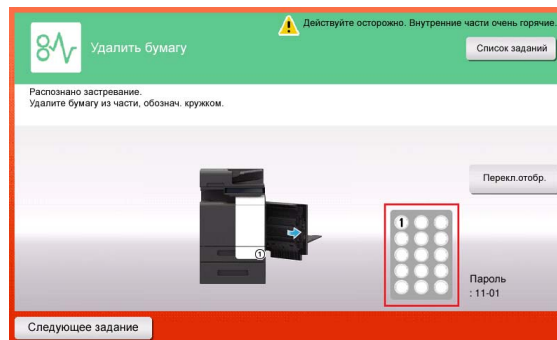 Действуйте осторожно. Внутренние части очень горячие.
Удалить бумагу
Список заданий
Распознано застревание.
Удалите бумагу из части, обознач. кружком.
Перекл.отобр.
1
1
Пароль
: 11-01
Следующее задание